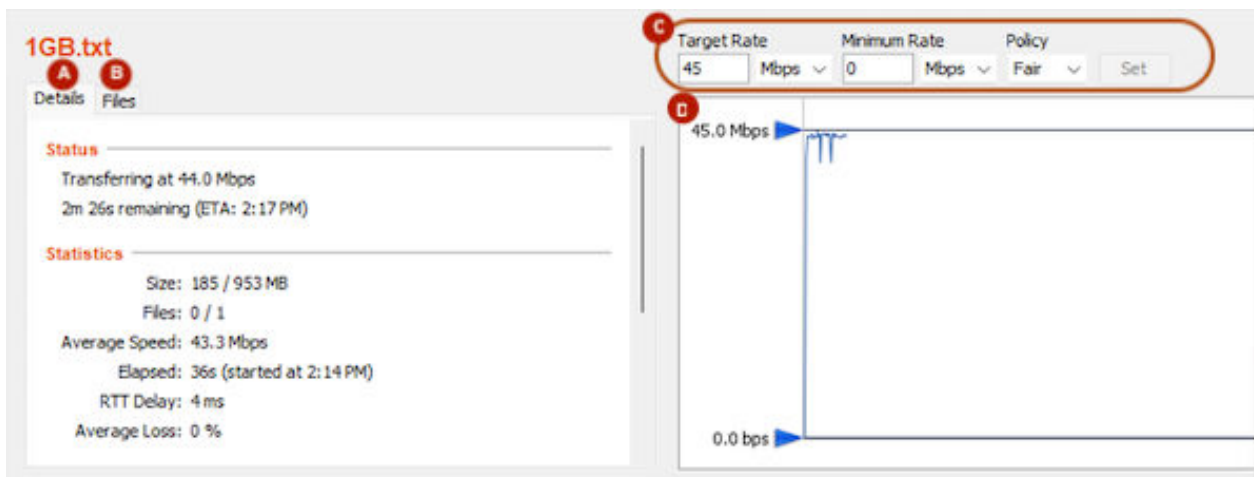 1GB.txt
A B
Details Files
Status
Transferring at 44.0 Mbps
2m 26s remaining (ETA: 2:17 PM)
Statistics
Size: 185 / 953 MB
Files: 0 / 1
Average Speed: 43.3 Mbps
Elapsed: 36s (started at 2:14 PM)
RTT Delay: 4 ms
Average Loss: 0 %
C
Target Rate Minimum Rate Policy
45 Mbps 0 Mbps Fair Set
D
45.0 Mbps
0.0 bps